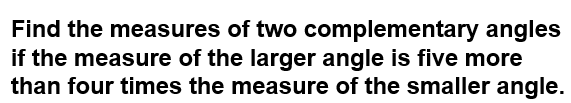 Find the measures of two complementary angles
if the measure of the larger angle is five more
than four times the measure of the smaller angle.